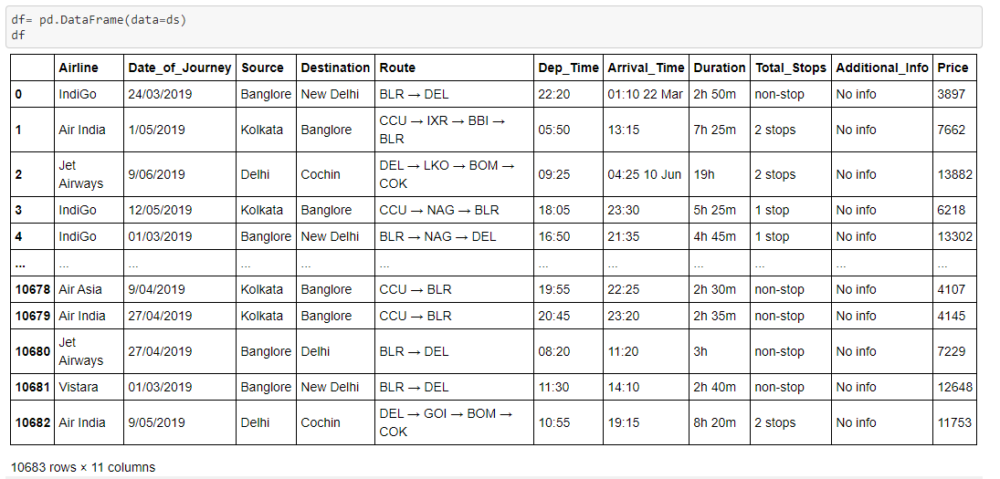 df= pd.DataFrame(data=ds)
df
Airline Date_of_Journey Source Destination Route Dep_Time Arrival_Time Duration Total_Stops Additional_Info Price
0 IndiGo 24/03/2019 Banglore New Delhi BLR → DEL 22:20 01:10 22 Mar 2h 50m non-stop No info 3897
1 Air India 1/05/2019 Kolkata Banglore CCU → IXR → BBI → BLR 05:50 13:15 7h 25m 2 stops No info 7662
2 Jet Airways 9/06/2019 Delhi Cochin DEL → LKO → BOM → COK 09:25 04:25 10 Jun 19h 2 stops No info 13882
3 IndiGo 12/05/2019 Kolkata Banglore CCU → NAG → BLR 18:05 23:30 5h 25m 1 stop No info 6218
4 IndiGo 01/03/2019 Banglore New Delhi BLR → NAG → DEL 16:50 21:35 4h 45m 1 stop No info 13302
... ... ... ... ... ... ... ... ... ... ... ...
10678 Air Asia 9/04/2019 Kolkata Banglore CCU → BLR 19:55 22:25 2h 30m non-stop No info 4107
10679 Air India 27/04/2019 Kolkata Banglore CCU → BLR 20:45 23:20 2h 35m non-stop No info 4145
10680 Jet Airways 27/04/2019 Banglore Delhi BLR → DEL 08:20 11:20 3h non-stop No info 7229
10681 Vistara 01/03/2019 Banglore New Delhi BLR → DEL 11:30 14:10 2h 40m non-stop No info 12648
10682 Air India 9/05/2019 Delhi Cochin DEL → GOI → BOM → COK 10:55 19:15 8h 20m 2 stops No info 11753
10683 rows × 11 columns